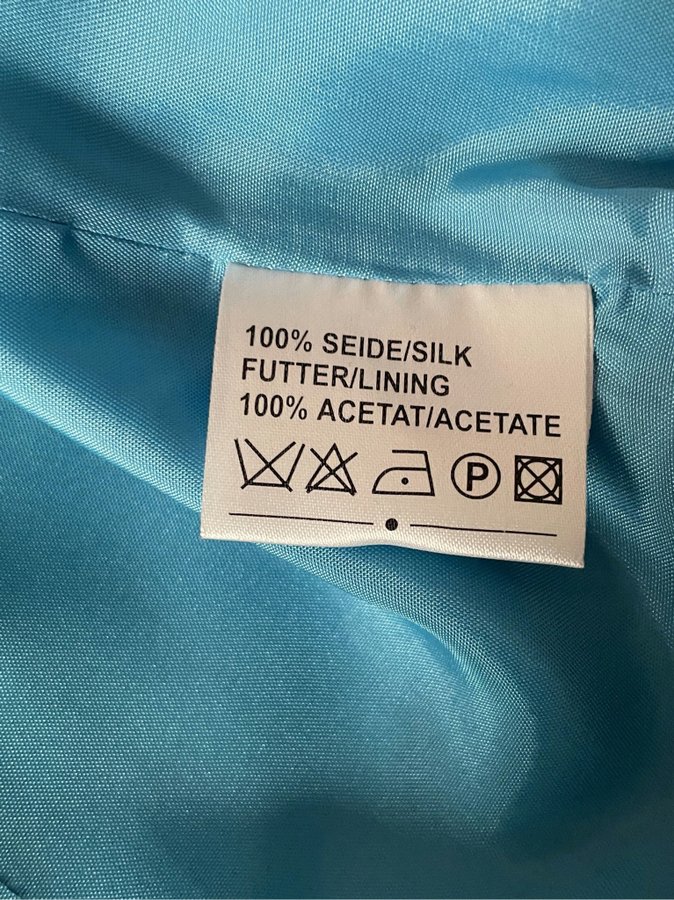 100% SEIDE/SILK
FUTTER/LINING
100% ACETAT/ACETATE
P